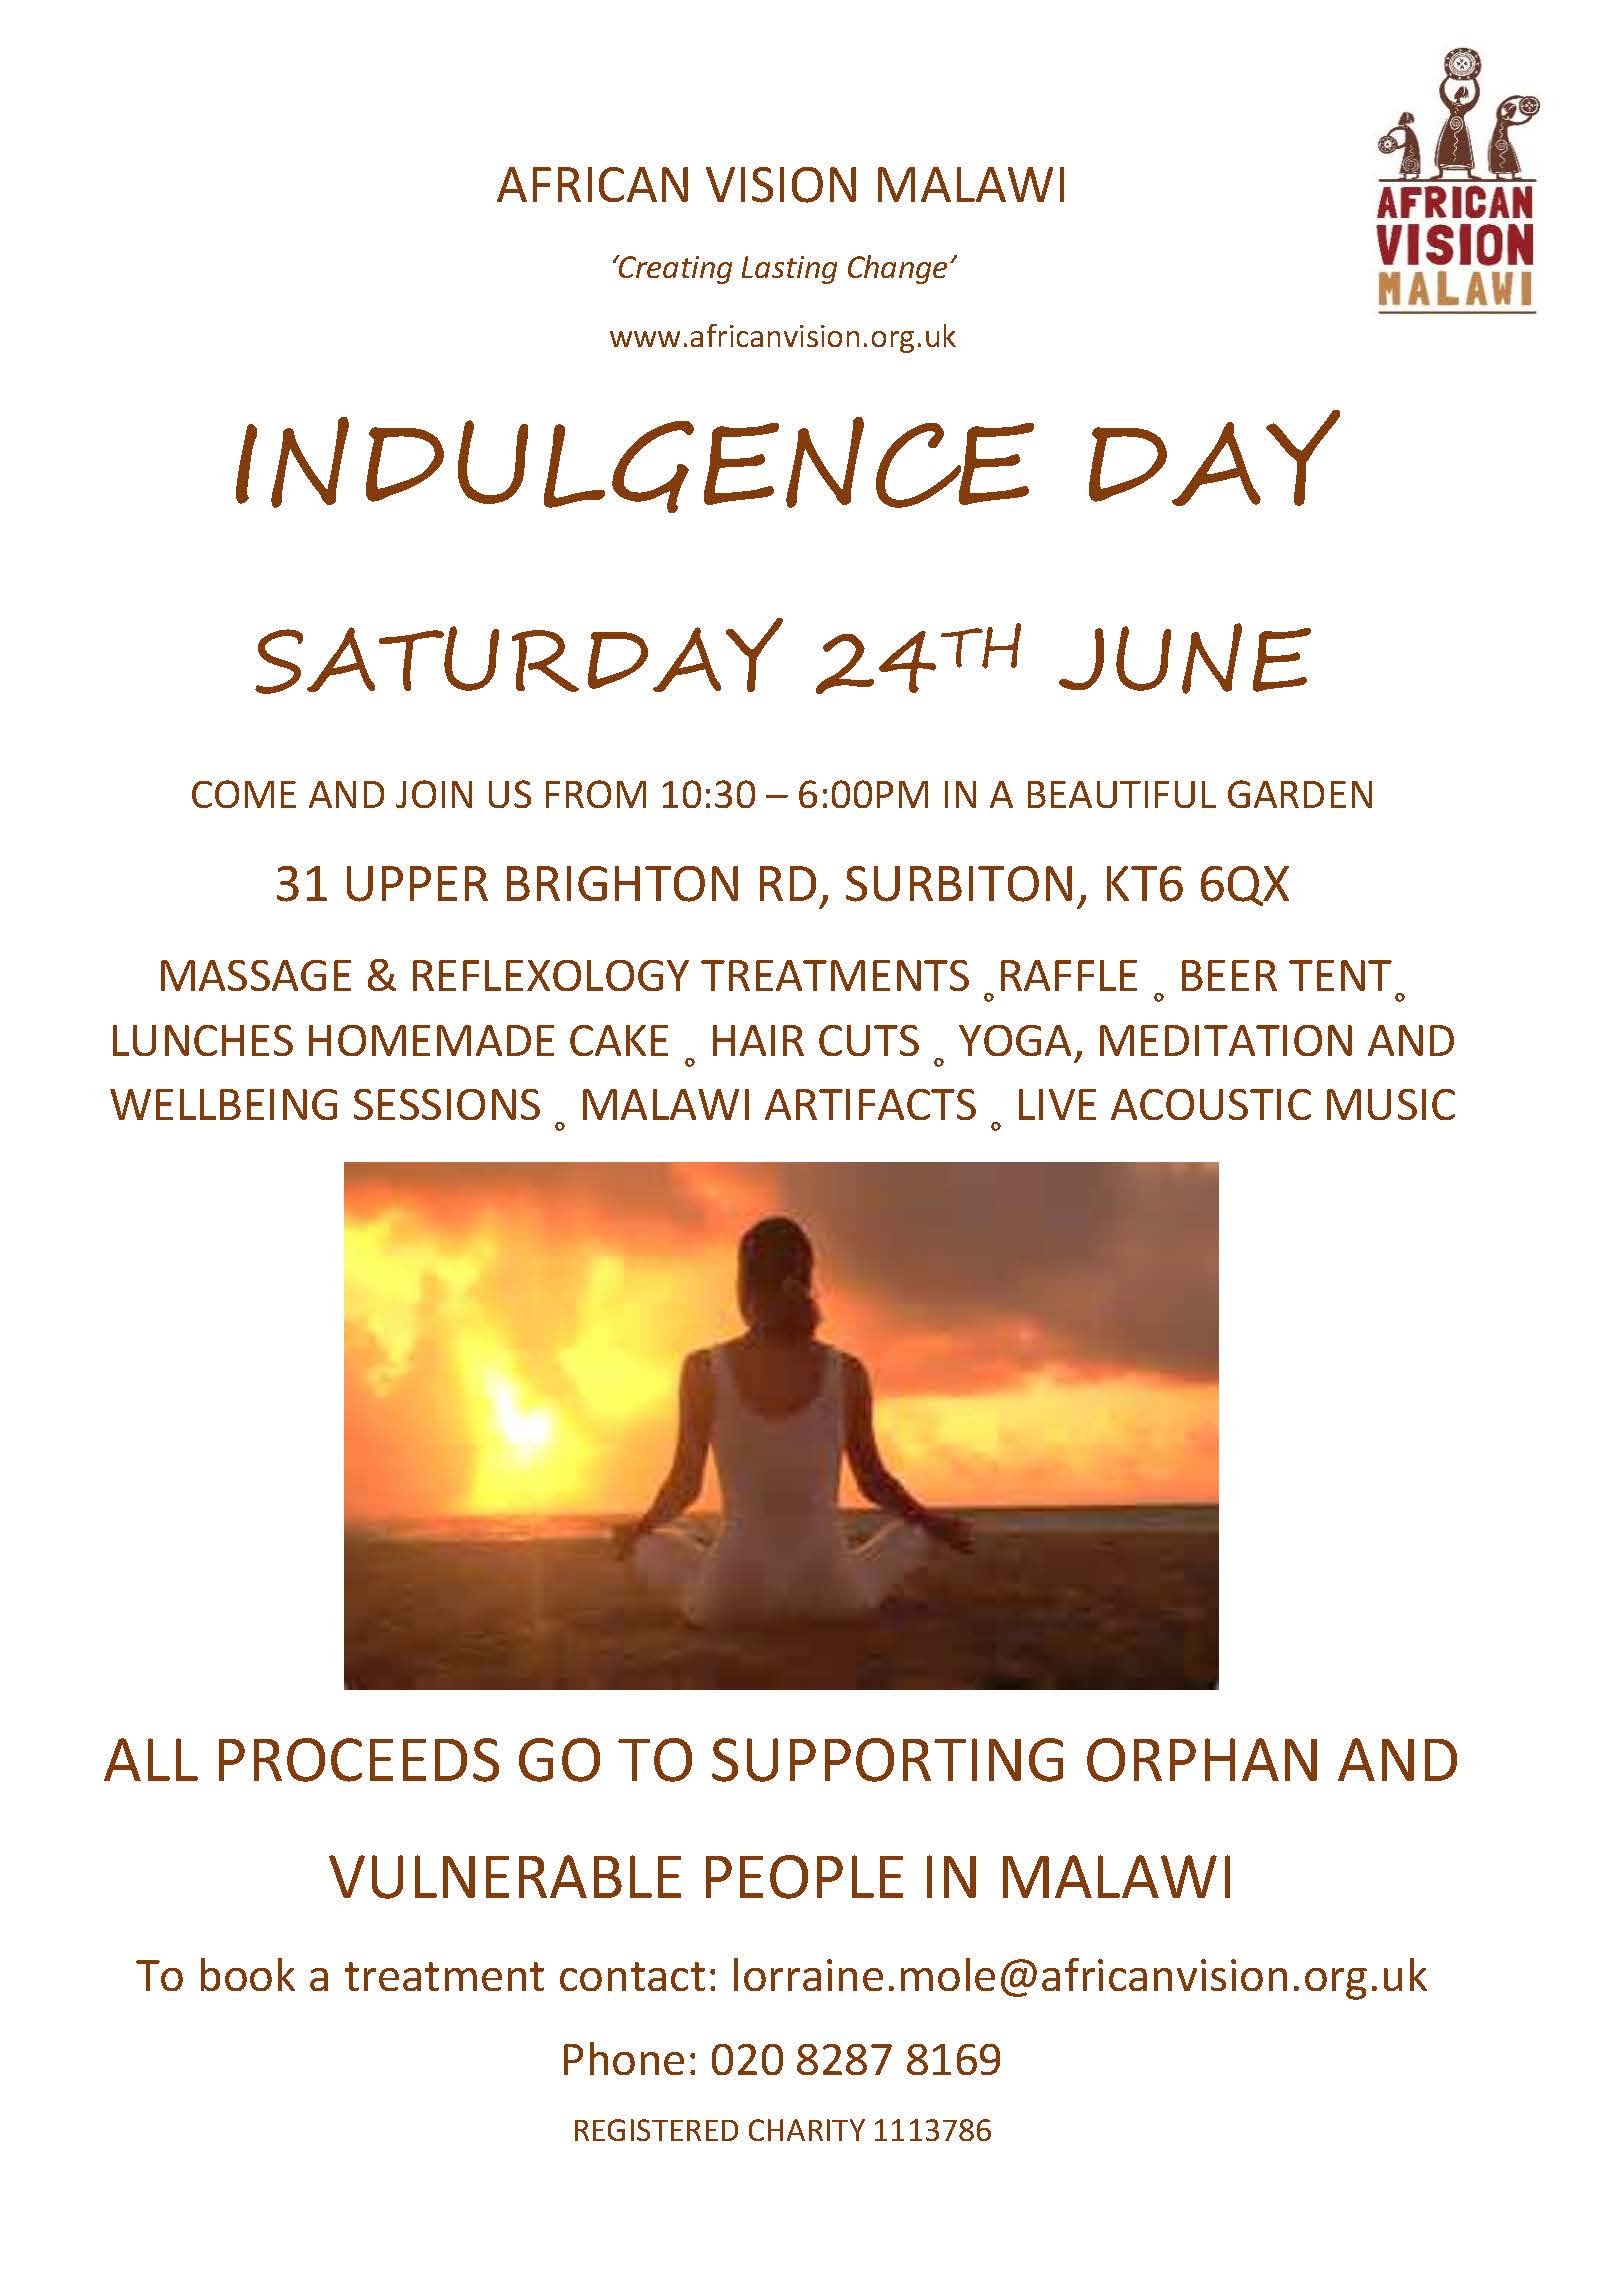 AFRICAN VISION MALAWI
‘Creating Lasting Change’
www.africanvision.org.uk
AFRICAN
VISION
MALAWI
INDULGENCE DAY
SATURDAY 24TH JUNE
COME AND JOIN US FROM 10:30 – 6:00PM IN A BEAUTIFUL GARDEN
31 UPPER BRIGHTON RD, SURBITON, KT6 6QX
MASSAGE & REFLEXOLOGY TREATMENTS ˳RAFFLE ˳ BEER TENT˳
LUNCHES HOMEMADE CAKE ˳ HAIR CUTS ˳ YOGA, MEDITATION AND
WELLBEING SESSIONS ˳ MALAWI ARTIFACTS ˳ LIVE ACOUSTIC MUSIC
ALL PROCEEDS GO TO SUPPORTING ORPHAN AND
VULNERABLE PEOPLE IN MALAWI
To book a treatment contact: lorraine.mole@africanvision.org.uk
Phone: 020 8287 8169
REGISTERED CHARITY 1113786